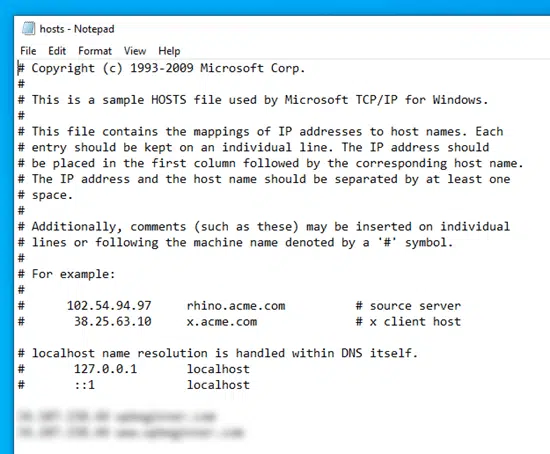 hosts - Notepad
File Edit Format View Help
# Copyright (c) 1993-2009 Microsoft Corp.
#
# This is a sample HOSTS file used by Microsoft TCP/IP for Windows.
#
# This file contains the mappings of IP addresses to host names. Each
# entry should be kept on an individual line. The IP address should
# be placed in the first column followed by the corresponding host name.
# The IP address and the host name should be separated by at least one
# space.
#
# Additionally, comments (such as these) may be inserted on individual
# lines or following the machine name denoted by a '#' symbol.
#
# For example:
#
#      102.54.94.97     rhino.acme.com          # source server
#       38.25.63.10     x.acme.com              # x client host

# localhost name resolution is handled within DNS itself.
#       127.0.0.1       localhost
#       ::1             localhost